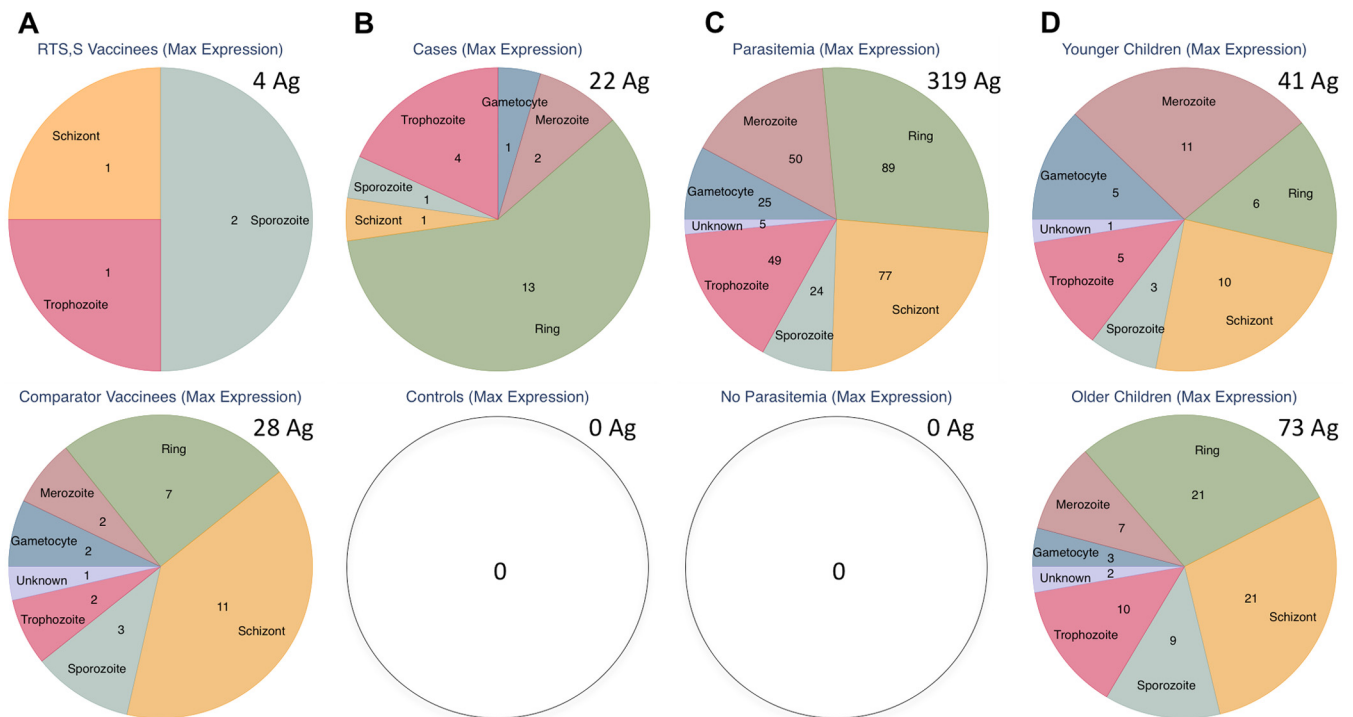 A
RTS,S Vaccinees (Max Expression)
4 Ag
Schizont
1
2 Sporozoite
1
Trophozoite
Comparator Vaccinees (Max Expression)
28 Ag
Ring
7
Merozoite
2
Gametocyte
2
Unknown 1
2
Trophozoite
3
Sporozoite
11
Schizont
B
Cases (Max Expression)
22 Ag
Gametocyte
1
Merozoite
2
Trophozoite
4
Sporozoite
1
Schizont 1
13
Ring
Controls (Max Expression)
0 Ag
0
C
Parasitemia (Max Expression)
319 Ag
Ring
89
Merozoite
50
Gametocyte
25
Unknown 5
49
Trophozoite
24
Sporozoite
77
Schizont
No Parasitemia (Max Expression)
0 Ag
0
D
Younger Children (Max Expression)
41 Ag
Merozoite
11
Ring
6
Gametocyte
5
Unknown 1
5
Trophozoite
3
Sporozoite
10
Schizont
Older Children (Max Expression)
73 Ag
Ring
21
Merozoite
7
Gametocyte
3
Unknown 2
10
Trophozoite
9
Sporozoite
21
Schizont